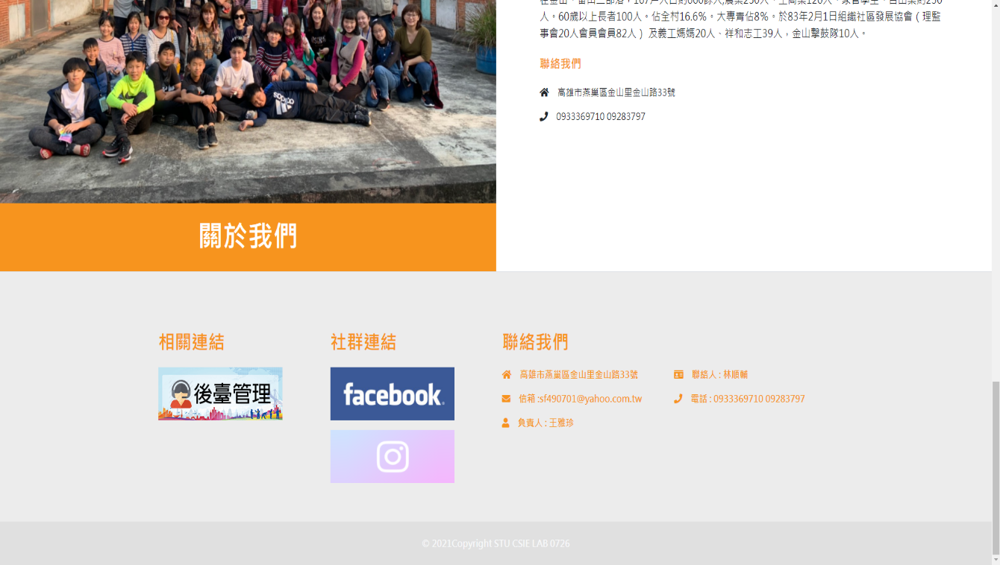 人。60歲以上長者100人。佔全村16.6%。大專青佔8%。於83年2月1日組織社區發展協會 ( 理監
事會20人會員會員82人 ) 及義工媽媽20人、祥和志工39人，金山擊鼓隊10人。
聯絡我們
高雄市燕巢區金山里金山路33號
0933369710 09283797
關於我們
相關連結
後臺管理
社群連結
facebook
聯絡我們
高雄市燕巢區金山里金山路33號
聯絡人 : 林順輔
信箱 :sf490701@yahoo.com.tw
電話 : 0933369710 09283797
負責人 : 王雅珍
© 2021Copyright STU CSIE LAB 0726